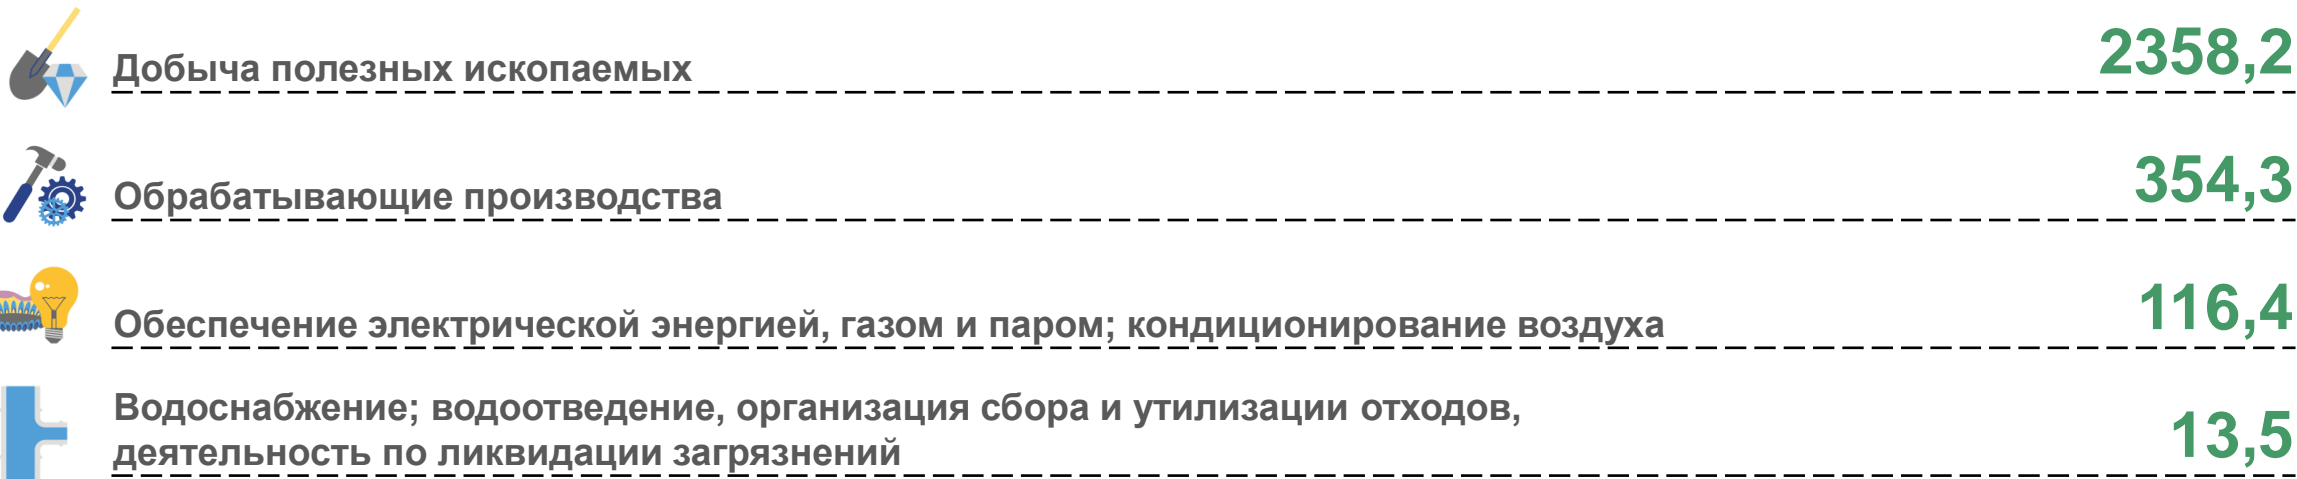 Добыча полезных ископаемых 2358,2
Обрабатывающие производства 354,3
Обеспечение электрической энергией, газом и паром; кондиционирование воздуха 116,4
Водоснабжение; водоотведение, организация сбора и утилизации отходов,
деятельность по ликвидации загрязнений 13,5